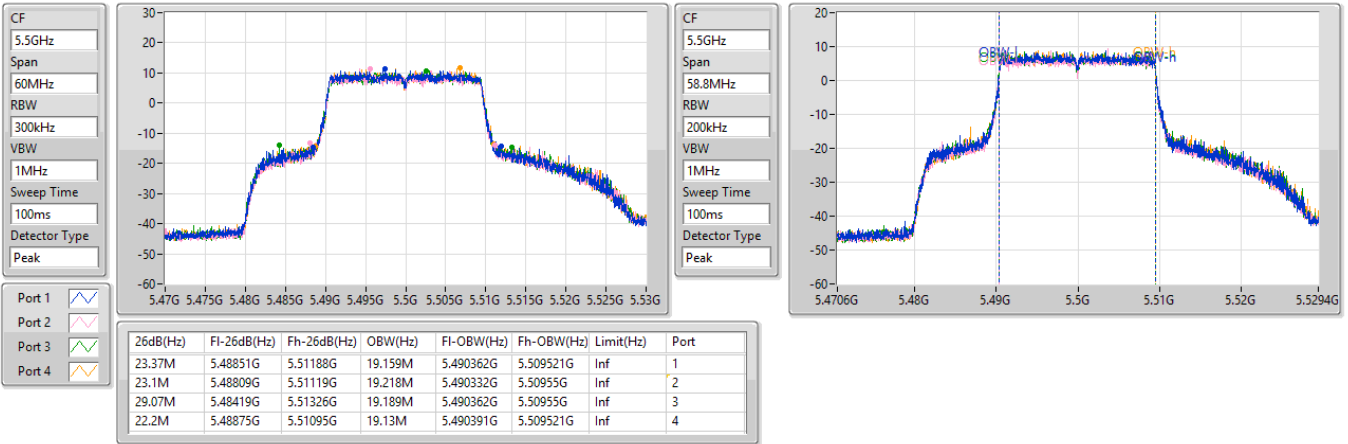 CF
5.5GHz
Span
60MHz
RBW
300kHz
VBW
1MHz
Sweep Time
100ms
Detector Type
Peak
30
20
10
0
-10
-20
-30
-40
-50
-60
5.47G 5.475G 5.48G 5.485G 5.49G 5.495G 5.5G 5.505G 5.51G 5.515G 5.52G 5.525G 5.53G
CF
5.5GHz
Span
58.8MHz
RBW
200kHz
VBW
1MHz
Sweep Time
100ms
Detector Type
Peak
20
10
0
-10
-20
-30
-40
-50
-60
OBW-l OBW-h
5.4706G 5.48G 5.49G 5.5G 5.51G 5.52G 5.5294G
Port 1
Port 2
Port 3
Port 4
26dB(Hz) Fl-26dB(Hz) Fh-26dB(Hz) OBW(Hz) Fl-OBW(Hz) Fh-OBW(Hz) Limit(Hz) Port
23.37M 5.48851G 5.51188G 19.159M 5.490362G 5.509521G Inf 1
23.1M 5.48809G 5.51119G 19.218M 5.490332G 5.50955G Inf 2
29.07M 5.48419G 5.51326G 19.189M 5.490362G 5.50955G Inf 3
22.2M 5.48875G 5.51095G 19.13M 5.490391G 5.509521G Inf 4